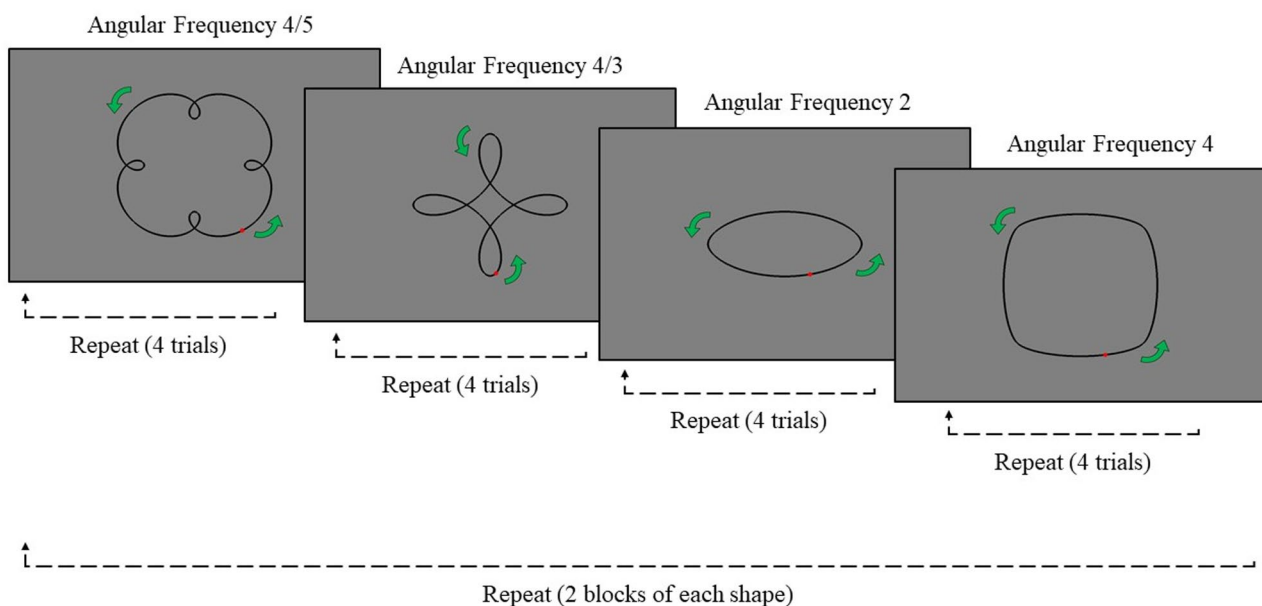 Angular Frequency 4/5
Angular Frequency 4/3
Angular Frequency 2
Angular Frequency 4
Repeat (4 trials)
Repeat (4 trials)
Repeat (4 trials)
Repeat (4 trials)
Repeat (2 blocks of each shape)